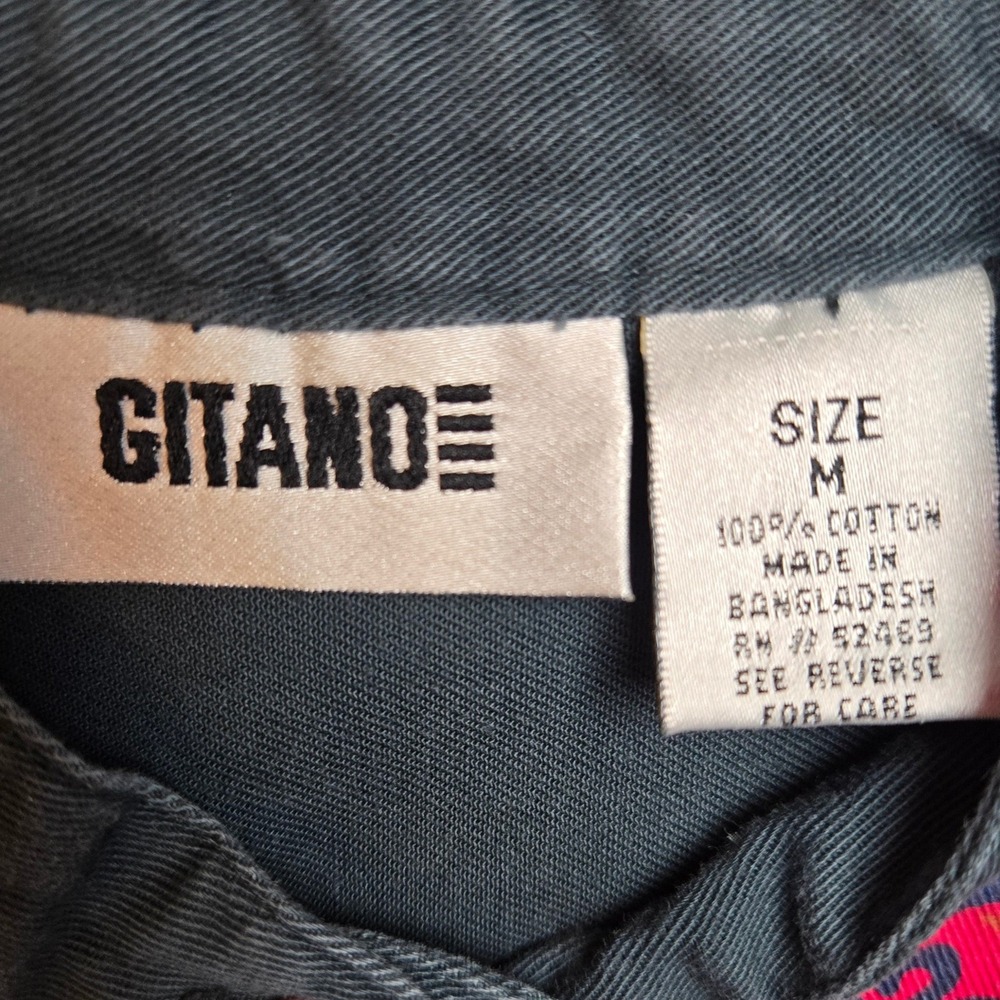 GITANO
SIZE
M
100% COTTON
MADE IN
BANGLADESH
RN # 52469
SEE REVERSE
FOR CARE